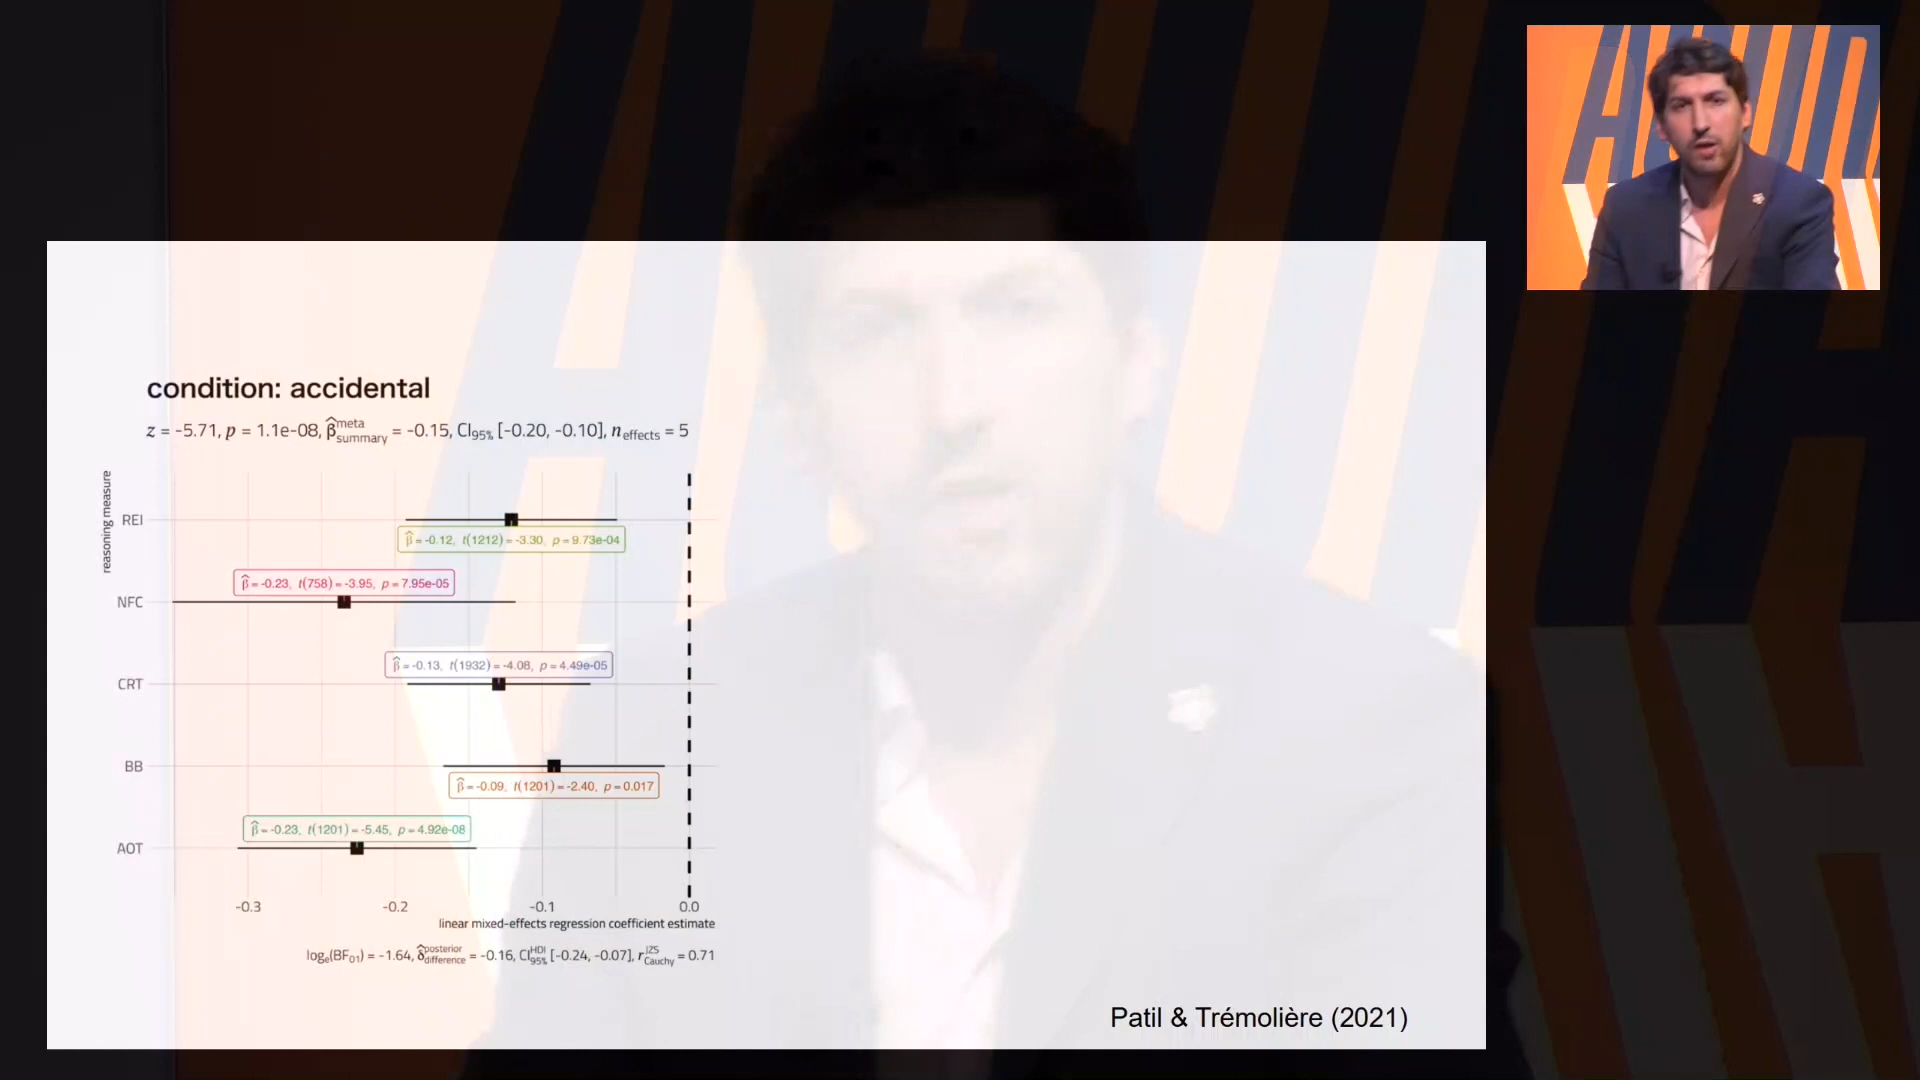 condition: accidental
z = -5.71, p = 1.1e-08, β̂ meta summary = -0.15, CI95% [-0.20, -0.10], n effects = 5
reasoning measure
REI
β̂ = -0.12, t(1212) = -3.30, p = 9.73e-04
β̂ = -0.23, t(758) = -3.95, p = 7.95e-05
NFC
β̂ = -0.13, t(1932) = -4.08, p = 4.49e-05
CRT
BB
β̂ = -0.09, t(1201) = -2.40, p = 0.017
β̂ = -0.23, t(1201) = -5.45, p = 4.92e-08
AOT
-0.3 -0.2 -0.1 0.0
linear mixed-effects regression coefficient estimate
loge(BF01) = -1.64, δ̂ posterior difference = -0.16, CI HDI 95% [-0.24, -0.07], r JZS Cauchy = 0.71
Patil & Trémolière (2021)